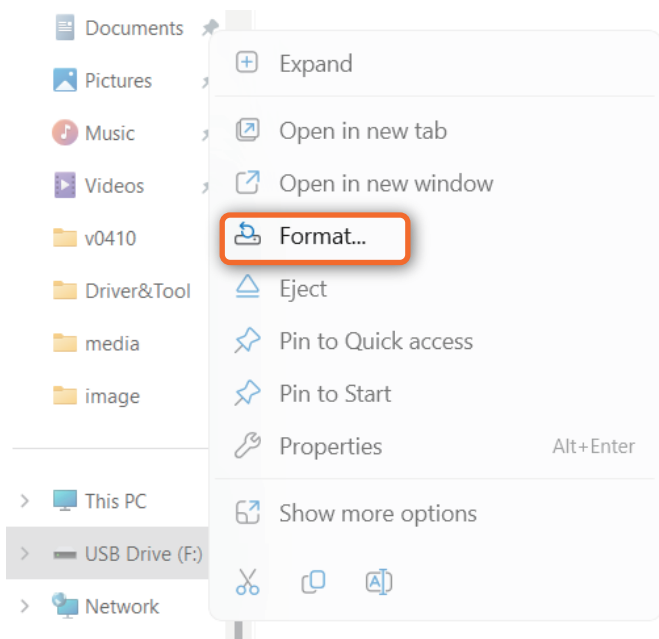 Documents
Pictures
Music
Videos
v0410
Driver&Tool
media
image
This PC
USB Drive (F:)
Network
Expand
Open in new tab
Open in new window
Format...
Eject
Pin to Quick access
Pin to Start
Properties Alt+Enter
Show more options
A